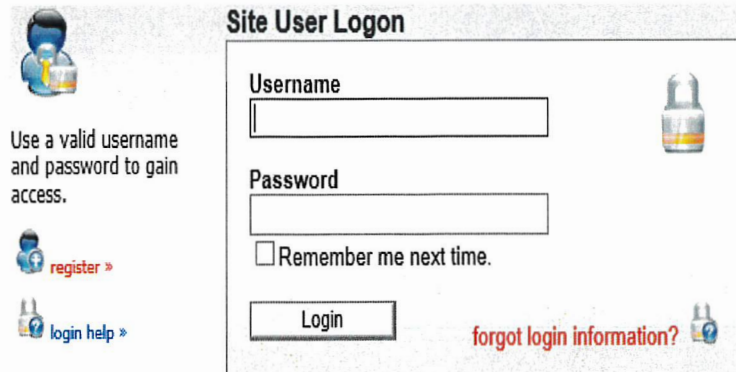 Site User Logon
Use a valid username
and password to gain
access.
register »
login help »
Username
Password
Remember me next time.
Login
forgot login information?